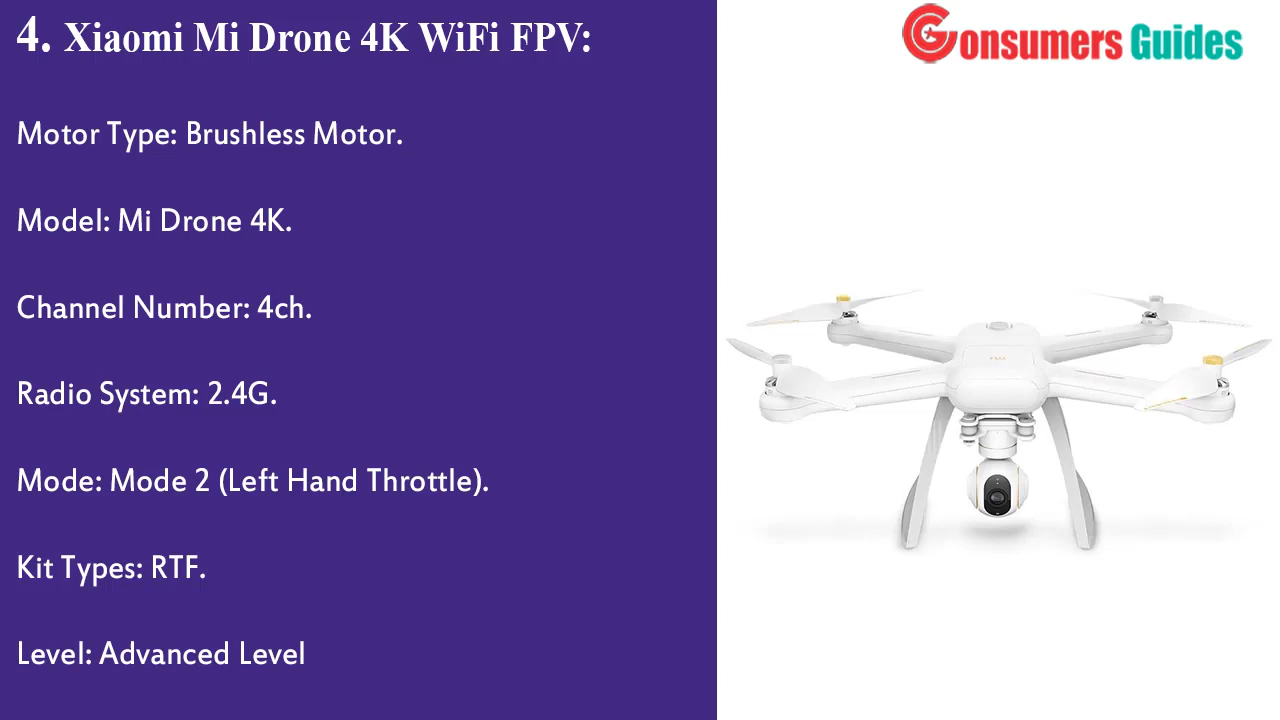 4. Xiaomi Mi Drone 4K WiFi FPV:
Consumers Guides
Motor Type: Brushless Motor.
Model: Mi Drone 4K.
Channel Number: 4ch.
Radio System: 2.4G.
Mode: Mode 2 (Left Hand Throttle).
Kit Types: RTF.
Level: Advanced Level